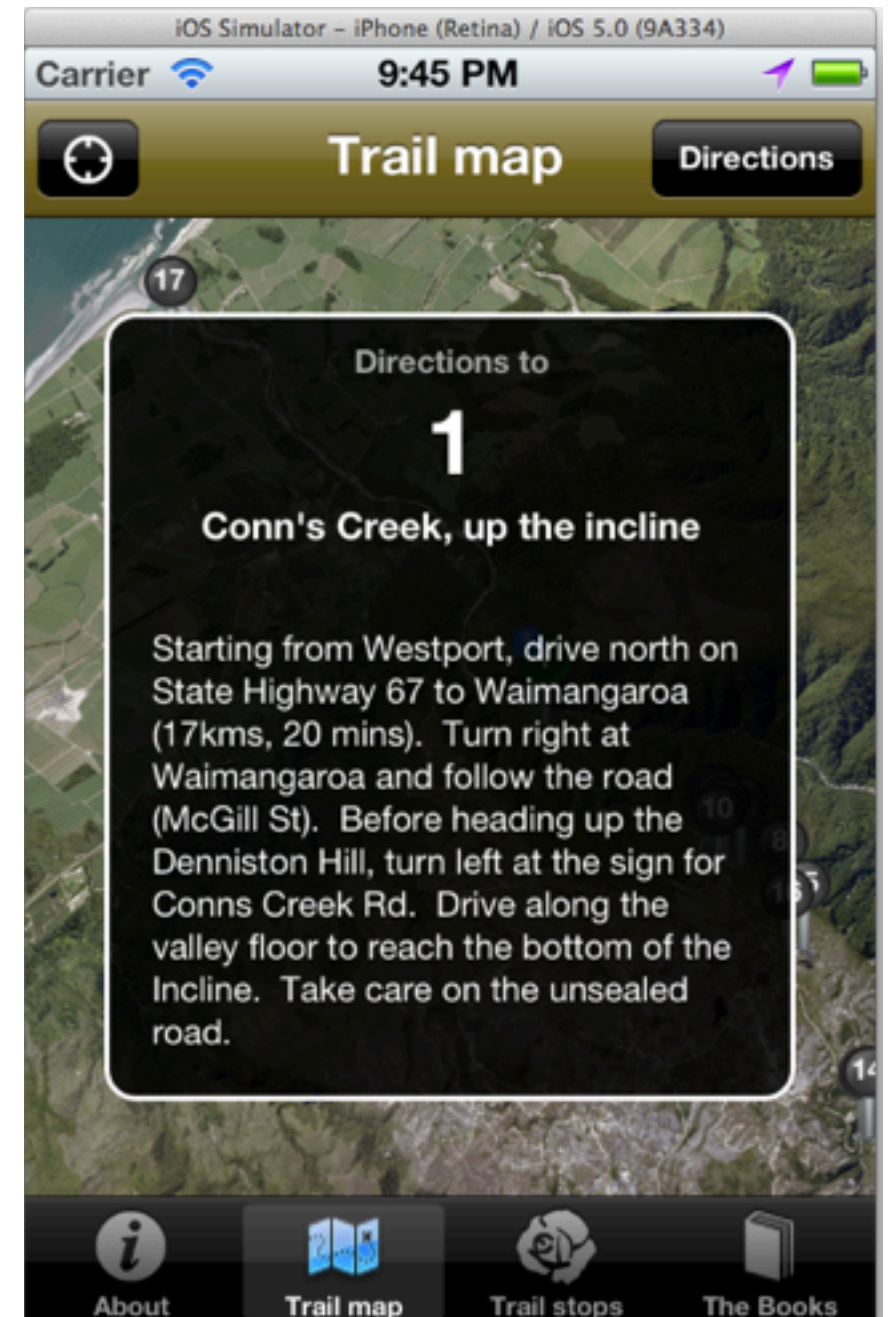 iOS Simulator – iPhone (Retina) / iOS 5.0 (9A334)
Carrier 9:45 PM
Trail map Directions
17
Directions to
1
Conn's Creek, up the incline
Starting from Westport, drive north on
State Highway 67 to Waimangaroa
(17kms, 20 mins).  Turn right at
Waimangaroa and follow the road
(McGill St).  Before heading up the
Denniston Hill, turn left at the sign for
Conns Creek Rd.  Drive along the
valley floor to reach the bottom of the
Incline.  Take care on the unsealed
road.
10
8
14
About Trail map Trail stops The Books